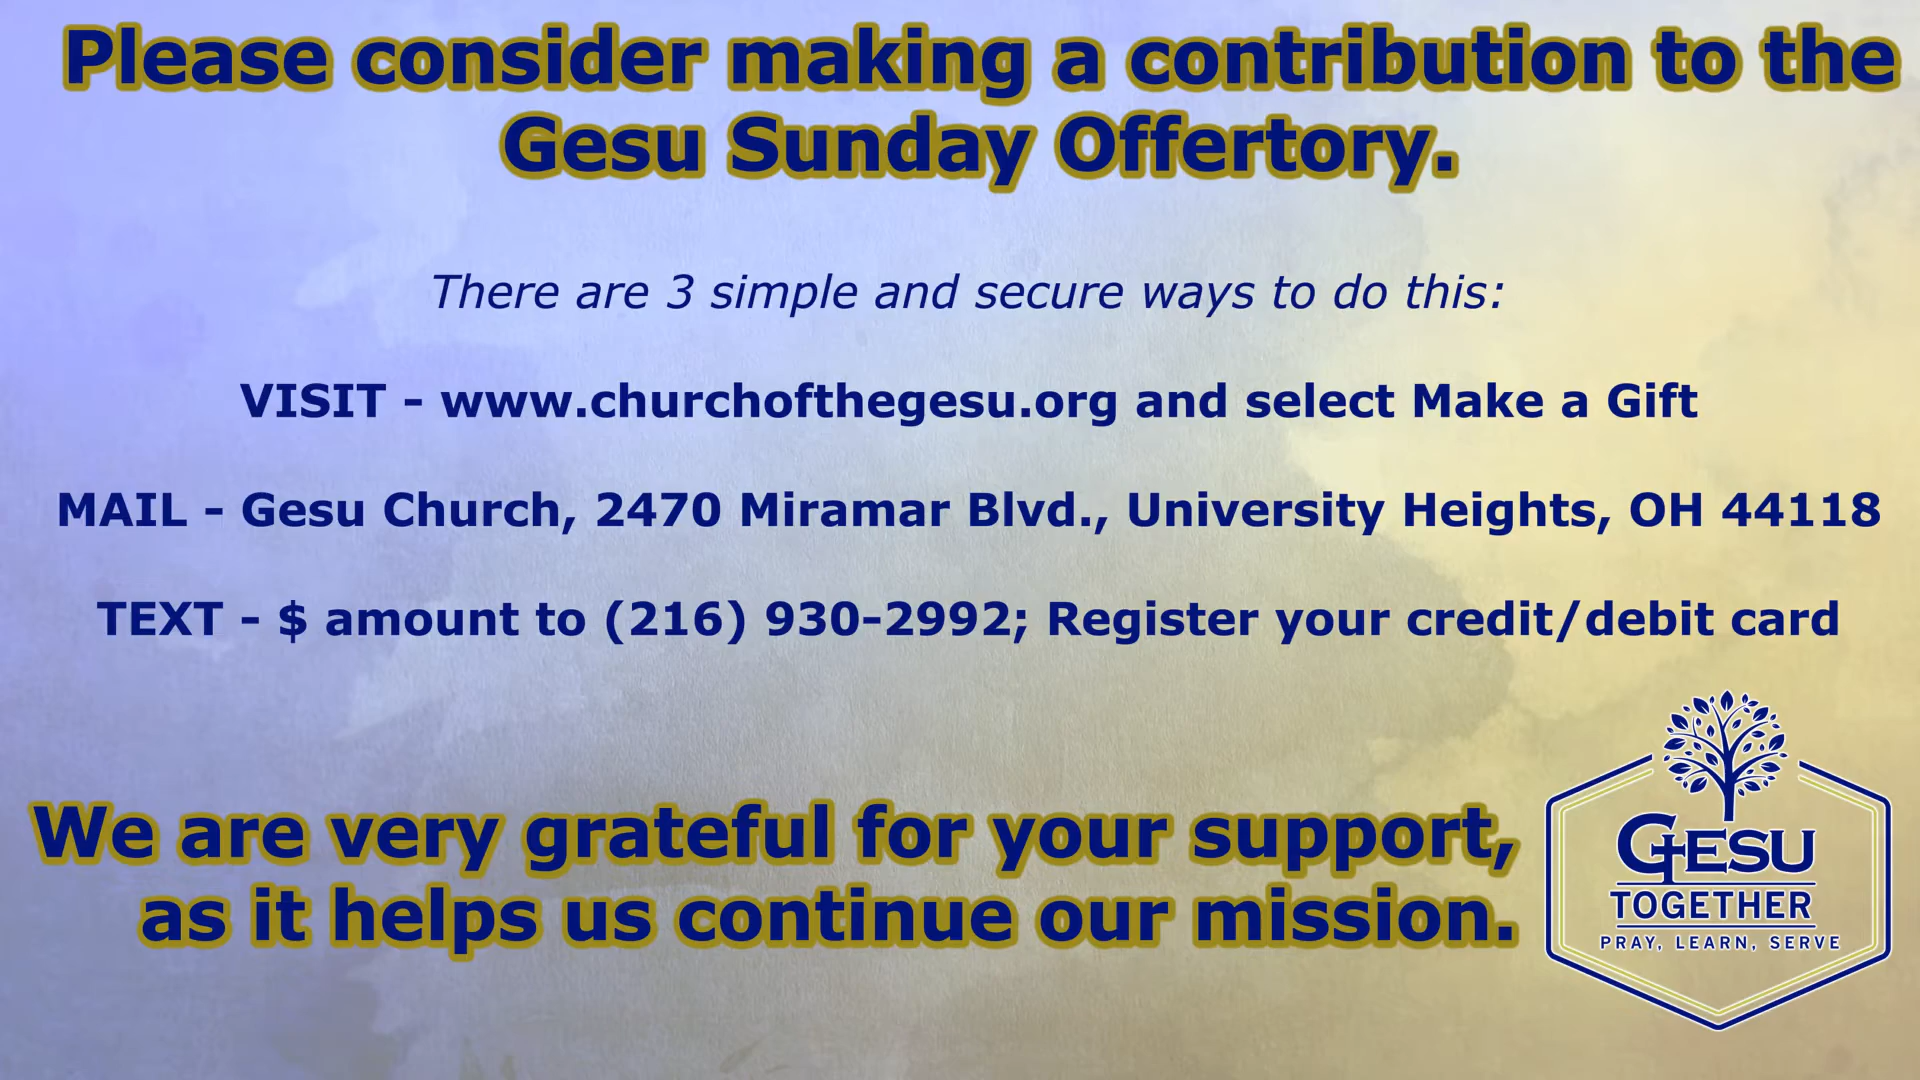 Please consider making a contribution to the
Gesu Sunday Offertory.
There are 3 simple and secure ways to do this:
VISIT - www.churchofthegesu.org and select Make a Gift
MAIL - Gesu Church, 2470 Miramar Blvd., University Heights, OH 44118
TEXT - $ amount to (216) 930-2992; Register your credit/debit card
We are very grateful for your support,
as it helps us continue our mission.
GESU
TOGETHER
PRAY, LEARN, SERVE